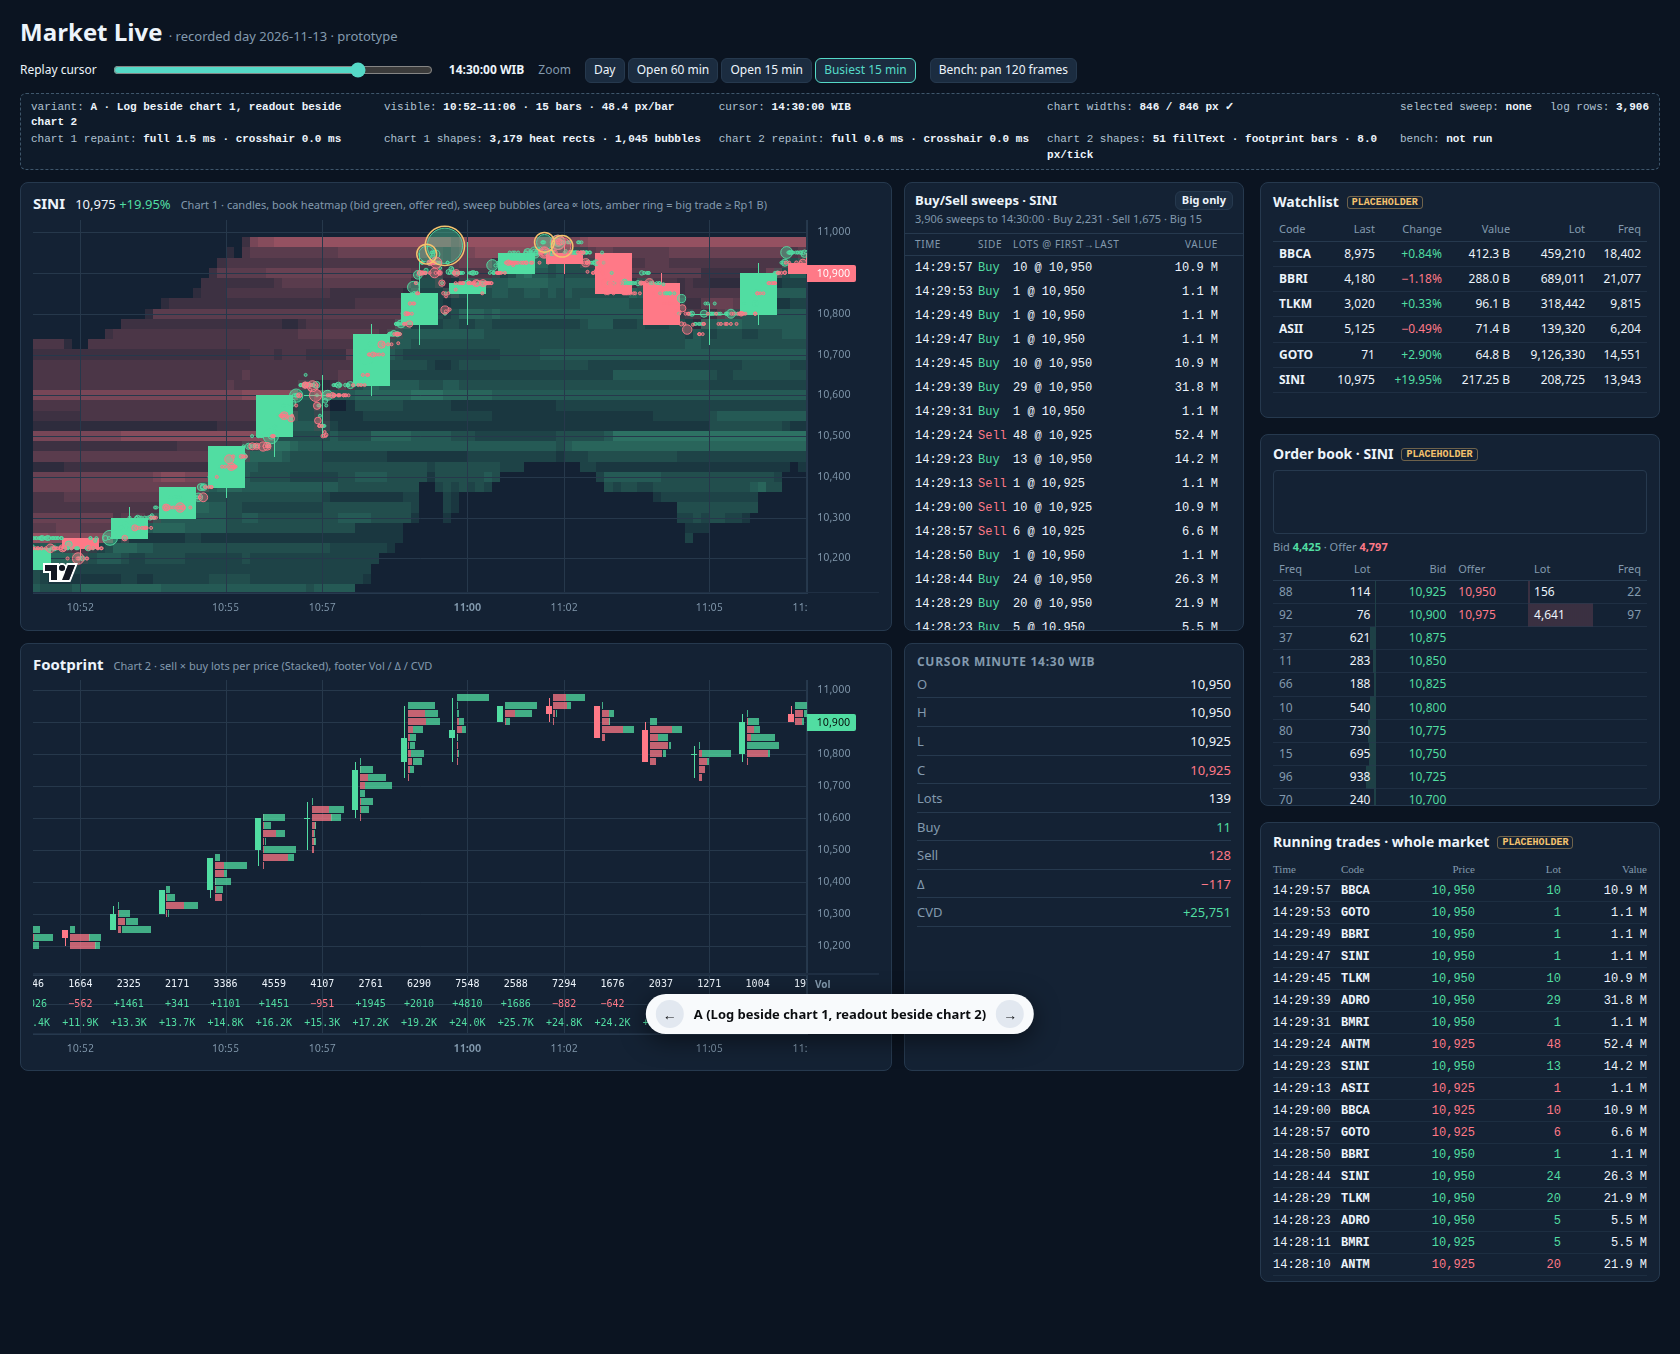 Market Live · recorded day 2026-11-13 · prototype
Replay cursor 14:30:00 WIB Zoom Day Open 60 min Open 15 min Busiest 15 min Bench: pan 120 frames
variant: A · Log beside chart 1, readout beside chart 2
visible: 10:52–11:06 · 15 bars · 48.4 px/bar
cursor: 14:30:00 WIB
chart widths: 846 / 846 px ✓
selected sweep: none
log rows: 3,906
chart 1 repaint: full 1.5 ms · crosshair 0.0 ms
chart 1 shapes: 3,179 heat rects · 1,045 bubbles
chart 2 repaint: full 0.6 ms · crosshair 0.0 ms
chart 2 shapes: 51 fillText · footprint bars · 8.0 px/tick
bench: not run
SINI 10,975 +19.95% Chart 1 · candles, book heatmap (bid green, offer red), sweep bubbles (area ∝ lots, amber ring = big trade ≥ Rp1 B)
11,000
10,900
10,800
10,700
10,600
10,500
10,400
10,300
10,200
10:52 10:55 10:57 11:00 11:02 11:05 11:
Buy/Sell sweeps · SINI Big only
3,906 sweeps to 14:30:00 · Buy 2,231 · Sell 1,675 · Big 15
TIME SIDE LOTS @ FIRST→LAST VALUE
14:29:57 Buy 10 @ 10,950 10.9 M
14:29:53 Buy 1 @ 10,950 1.1 M
14:29:49 Buy 1 @ 10,950 1.1 M
14:29:47 Buy 1 @ 10,950 1.1 M
14:29:45 Buy 10 @ 10,950 10.9 M
14:29:39 Buy 29 @ 10,950 31.8 M
14:29:31 Buy 1 @ 10,950 1.1 M
14:29:24 Sell 48 @ 10,925 52.4 M
14:29:23 Buy 13 @ 10,950 14.2 M
14:29:13 Sell 1 @ 10,925 1.1 M
14:29:00 Sell 10 @ 10,925 10.9 M
14:28:57 Sell 6 @ 10,925 6.6 M
14:28:50 Buy 1 @ 10,950 1.1 M
14:28:44 Buy 24 @ 10,950 26.3 M
14:28:29 Buy 20 @ 10,950 21.9 M
14:28:23 Buy 5 @ 10,950 5.5 M
Watchlist PLACEHOLDER
Code Last Change Value Lot Freq
BBCA 8,975 +0.84% 412.3 B 459,210 18,402
BBRI 4,180 −1.18% 288.0 B 689,011 21,077
TLKM 3,020 +0.33% 96.1 B 318,442 9,815
ASII 5,125 −0.49% 71.4 B 139,320 6,204
GOTO 71 +2.90% 64.8 B 9,126,330 14,551
SINI 10,975 +19.95% 217.25 B 208,725 13,943
Order book · SINI PLACEHOLDER
Bid 4,425 · Offer 4,797
Freq Lot Bid Offer Lot Freq
88 114 10,925 10,950 156 22
92 76 10,900 10,975 4,641 97
37 621 10,875
11 283 10,850
66 188 10,825
10 540 10,800
80 730 10,775
15 695 10,750
96 938 10,725
70 240 10,700
Footprint Chart 2 · sell × buy lots per price (Stacked), footer Vol / Δ / CVD
11,000
10,900
10,800
10,700
10,600
10,500
10,400
10,300
10,200
46 1664 2325 2171 3386 4559 4107 2761 6290 7548 2588 7294 1676 2037 1271 1004 19 Vol
−562 +1461 +341 +1101 +1451 −951 +1945 +2010 +4810 +1686 −882 −642
.4K +11.9K +13.3K +13.7K +14.8K +16.2K +15.3K +17.2K +19.2K +24.0K +25.7K +24.8K +24.2K
10:52 10:55 10:57 11:00 11:02 11:05 11:
← A (Log beside chart 1, readout beside chart 2) →
CURSOR MINUTE 14:30 WIB
O 10,950
H 10,950
L 10,925
C 10,925
Lots 139
Buy 11
Sell 128
Δ −117
CVD +25,751
Running trades · whole market PLACEHOLDER
Time Code Price Lot Value
14:29:57 BBCA 10,950 10 10.9 M
14:29:53 GOTO 10,950 1 1.1 M
14:29:49 BBRI 10,950 1 1.1 M
14:29:47 SINI 10,950 1 1.1 M
14:29:45 TLKM 10,950 10 10.9 M
14:29:39 ADRO 10,950 29 31.8 M
14:29:31 BMRI 10,950 1 1.1 M
14:29:24 ANTM 10,925 48 52.4 M
14:29:23 SINI 10,950 13 14.2 M
14:29:13 ASII 10,925 1 1.1 M
14:29:00 BBCA 10,925 10 10.9 M
14:28:57 GOTO 10,925 6 6.6 M
14:28:50 BBRI 10,950 1 1.1 M
14:28:44 SINI 10,950 24 26.3 M
14:28:29 TLKM 10,950 20 21.9 M
14:28:23 ADRO 10,950 5 5.5 M
14:28:11 BMRI 10,925 5 5.5 M
14:28:10 ANTM 10,925 20 21.9 M